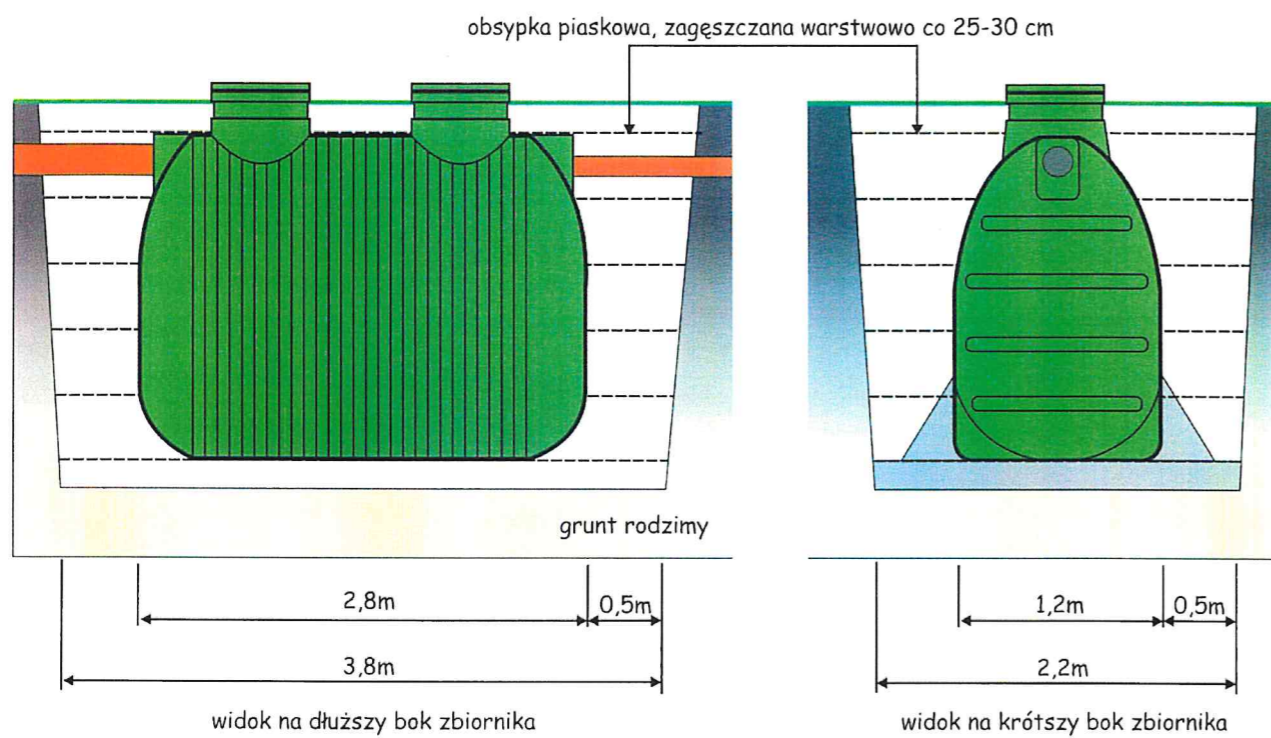 obsypka piaskowa, zagęszczana warstwowo co 25-30 cm
grunt rodzimy
2,8m
0,5m
3,8m
widok na dłuższy bok zbiornika
1,2m
0,5m
2,2m
widok na krótszy bok zbiornika